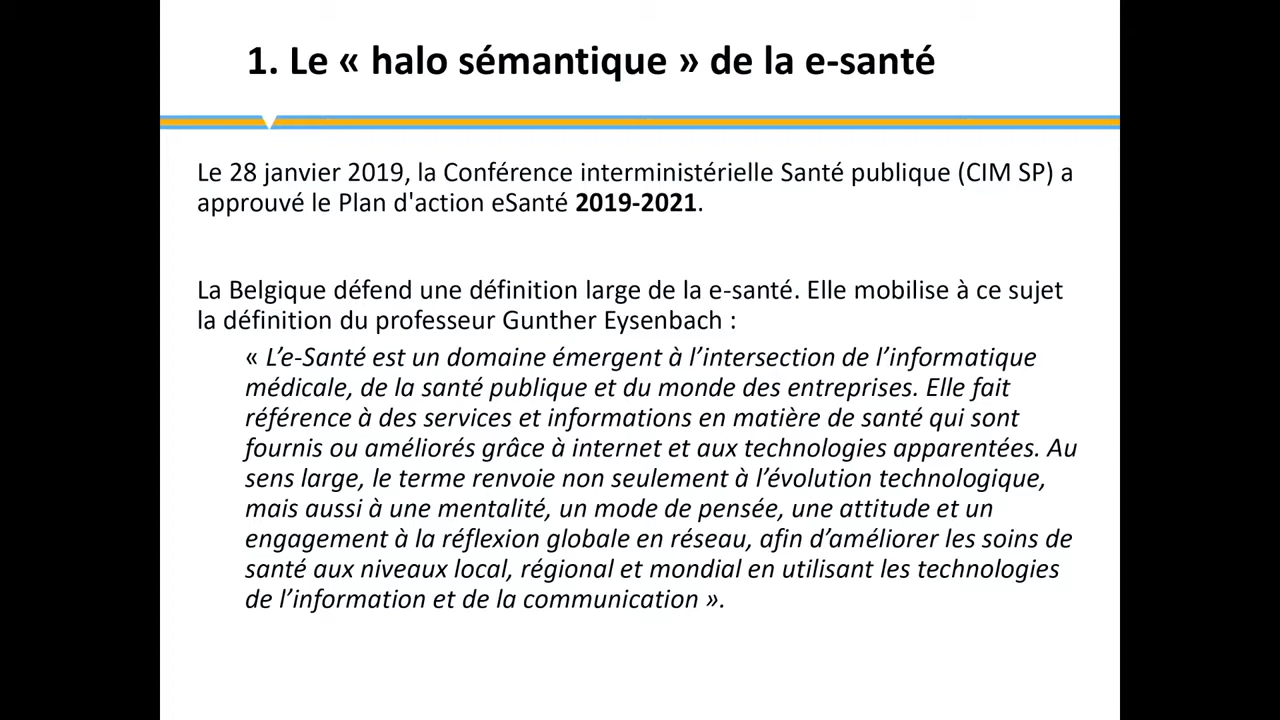 1. Le « halo sémantique » de la e-santé
Le 28 janvier 2019, la Conférence interministérielle Santé publique (CIM SP) a
approuvé le Plan d'action eSanté 2019-2021.
La Belgique défend une définition large de la e-santé. Elle mobilise à ce sujet
la définition du professeur Gunther Eysenbach :
« L’e-Santé est un domaine émergent à l’intersection de l’informatique
médicale, de la santé publique et du monde des entreprises. Elle fait
référence à des services et informations en matière de santé qui sont
fournis ou améliorés grâce à internet et aux technologies apparentées. Au
sens large, le terme renvoie non seulement à l’évolution technologique,
mais aussi à une mentalité, un mode de pensée, une attitude et un
engagement à la réflexion globale en réseau, afin d’améliorer les soins de
santé aux niveaux local, régional et mondial en utilisant les technologies
de l’information et de la communication ».